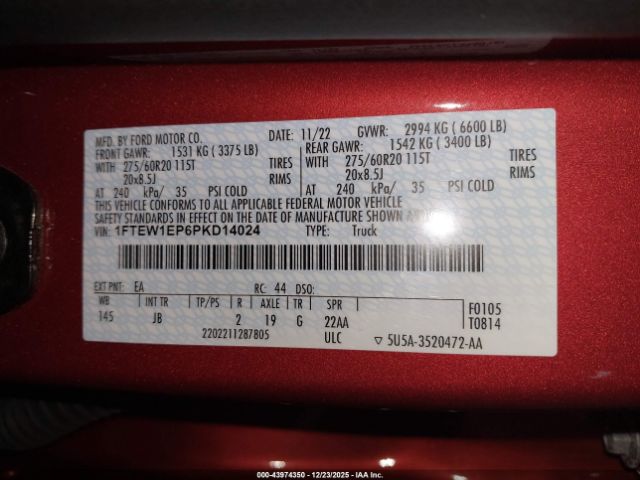 MFD. BY FORD MOTOR CO. DATE: 11/22 GVWR: 2994 KG ( 6600 LB)
FRONT GAWR: 1531 KG ( 3375 LB) REAR GAWR: 1542 KG ( 3400 LB)
WITH 275/60R20 115T TIRES WITH 275/60R20 115T TIRES
20x8.5J RIMS 20x8.5J RIMS
AT 240 kPa/ 35 PSI COLD AT 240 kPa/ 35 PSI COLD
THIS VEHICLE CONFORMS TO ALL APPLICABLE FEDERAL MOTOR VEHICLE
SAFETY STANDARDS IN EFFECT ON THE DATE OF MANUFACTURE SHOWN ABOVE.
VIN: 1FTEW1EP6PKD14024 TYPE: Truck
EXT PNT: EA RC: 44 DSO:
WB INT TR TP/PS R AXLE TR SPR F0105
145 JB 2 19 G 22AA T0814
2202211287805 ULC ▽ 5U5A-3520472-AA
000-43974350 - 12/23/2025 - IAA Inc.